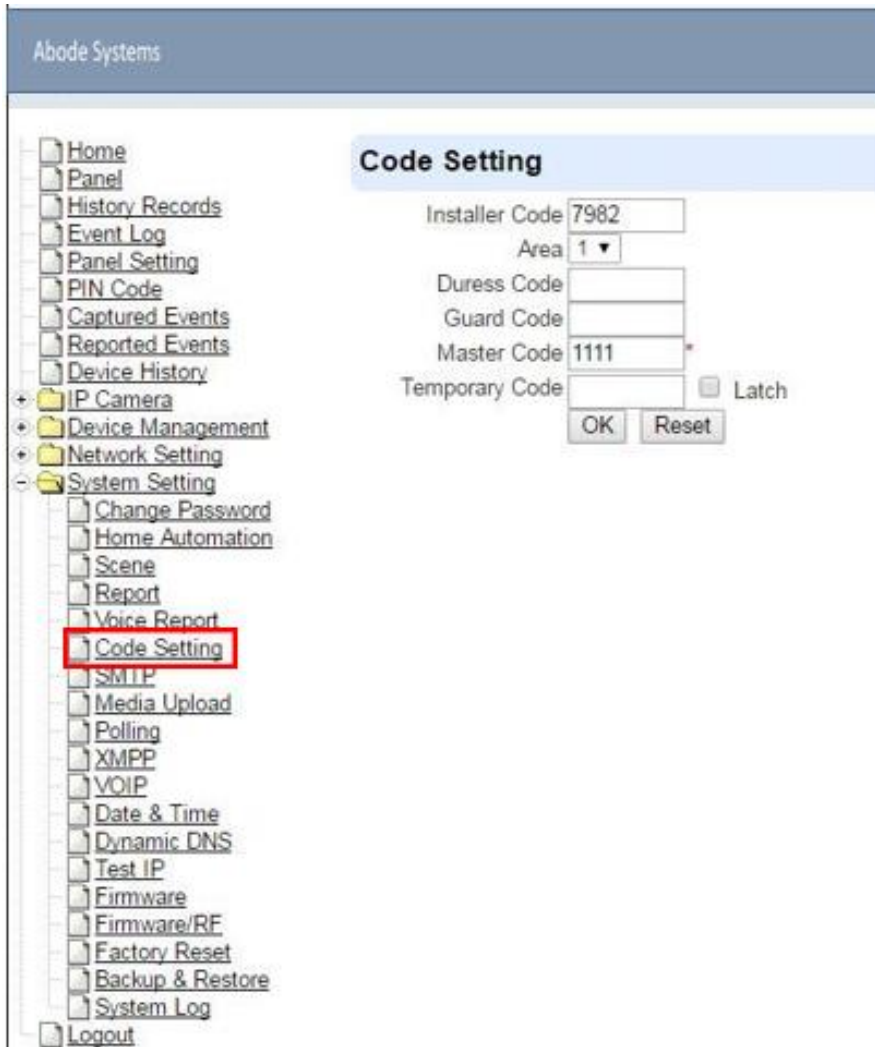 Abode Systems
Home
Panel
History Records
Event Log
Panel Setting
PIN Code
Captured Events
Reported Events
Device History
IP Camera
Device Management
Network Setting
System Setting
Change Password
Home Automation
Scene
Report
Voice Report
Code Setting
SMTP
Media Upload
Polling
XMPP
VOIP
Date & Time
Dynamic DNS
Test IP
Firmware
Firmware/RF
Factory Reset
Backup & Restore
System Log
Logout
Code Setting
Installer Code 7982
Area 1
Duress Code
Guard Code
Master Code 1111 *
Temporary Code Latch
OK Reset